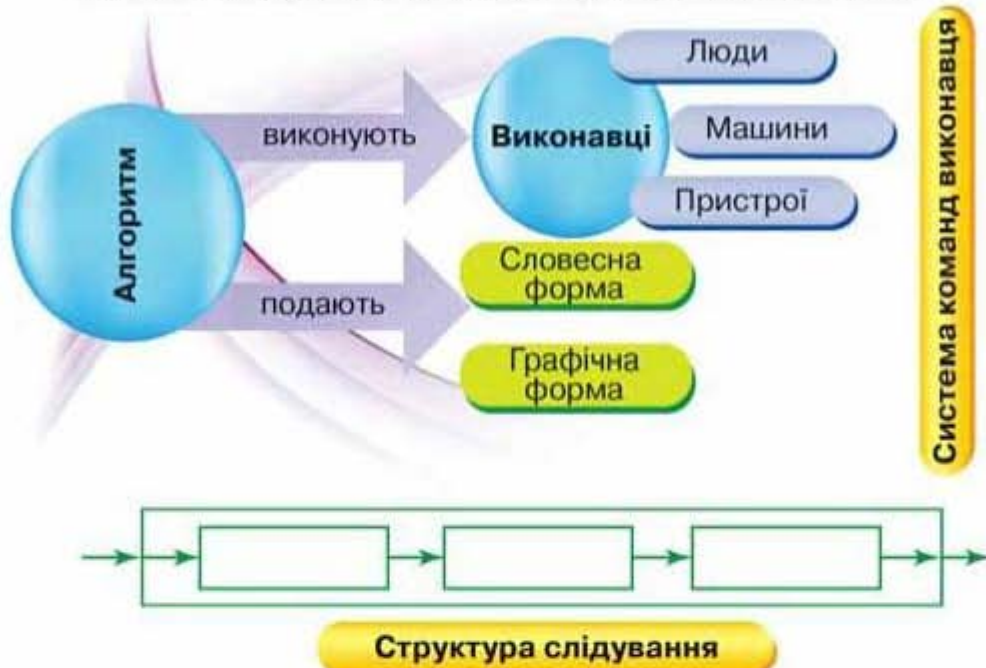 Люди
виконують
Виконавці
Машини
Алгоритм
Пристрої
Словесна
форма
подають
Графічна
форма
Система команд виконавця
Структура слідування